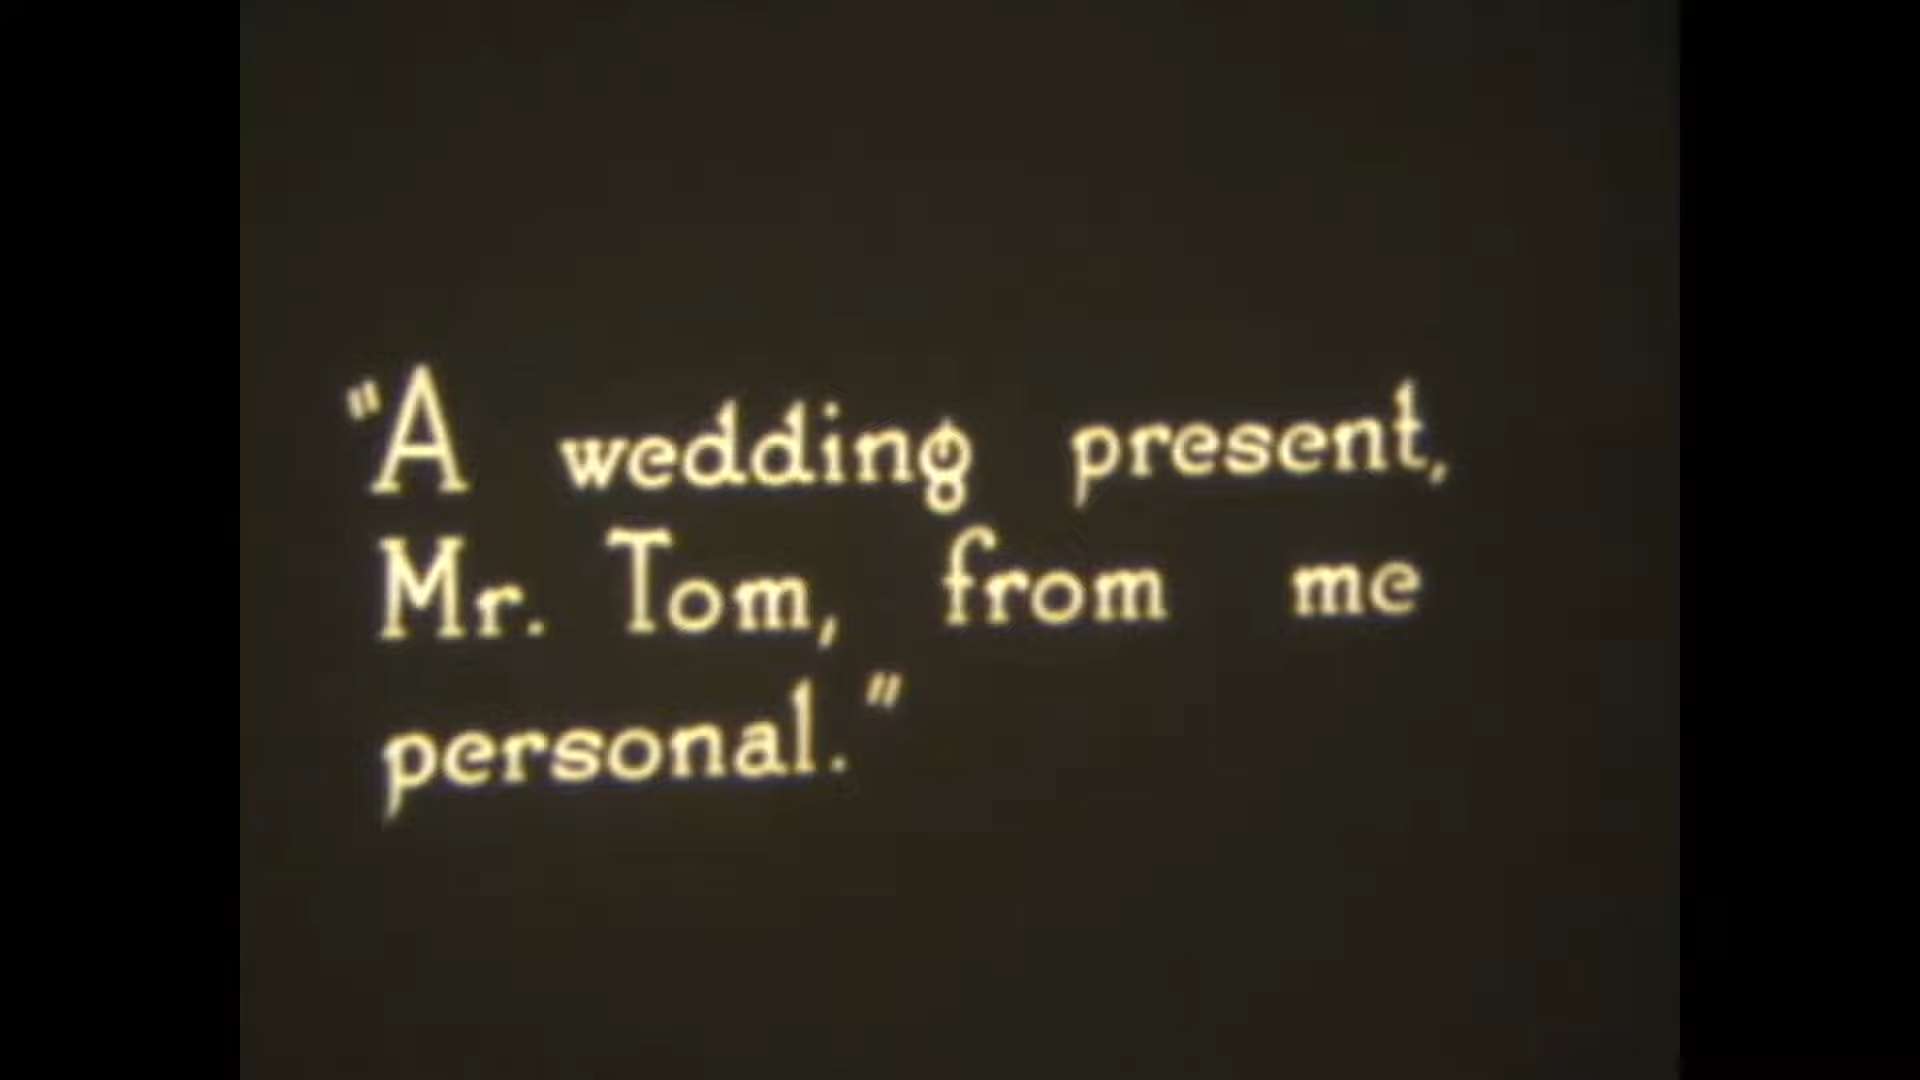 "A wedding present,
Mr. Tom, from me
personal."